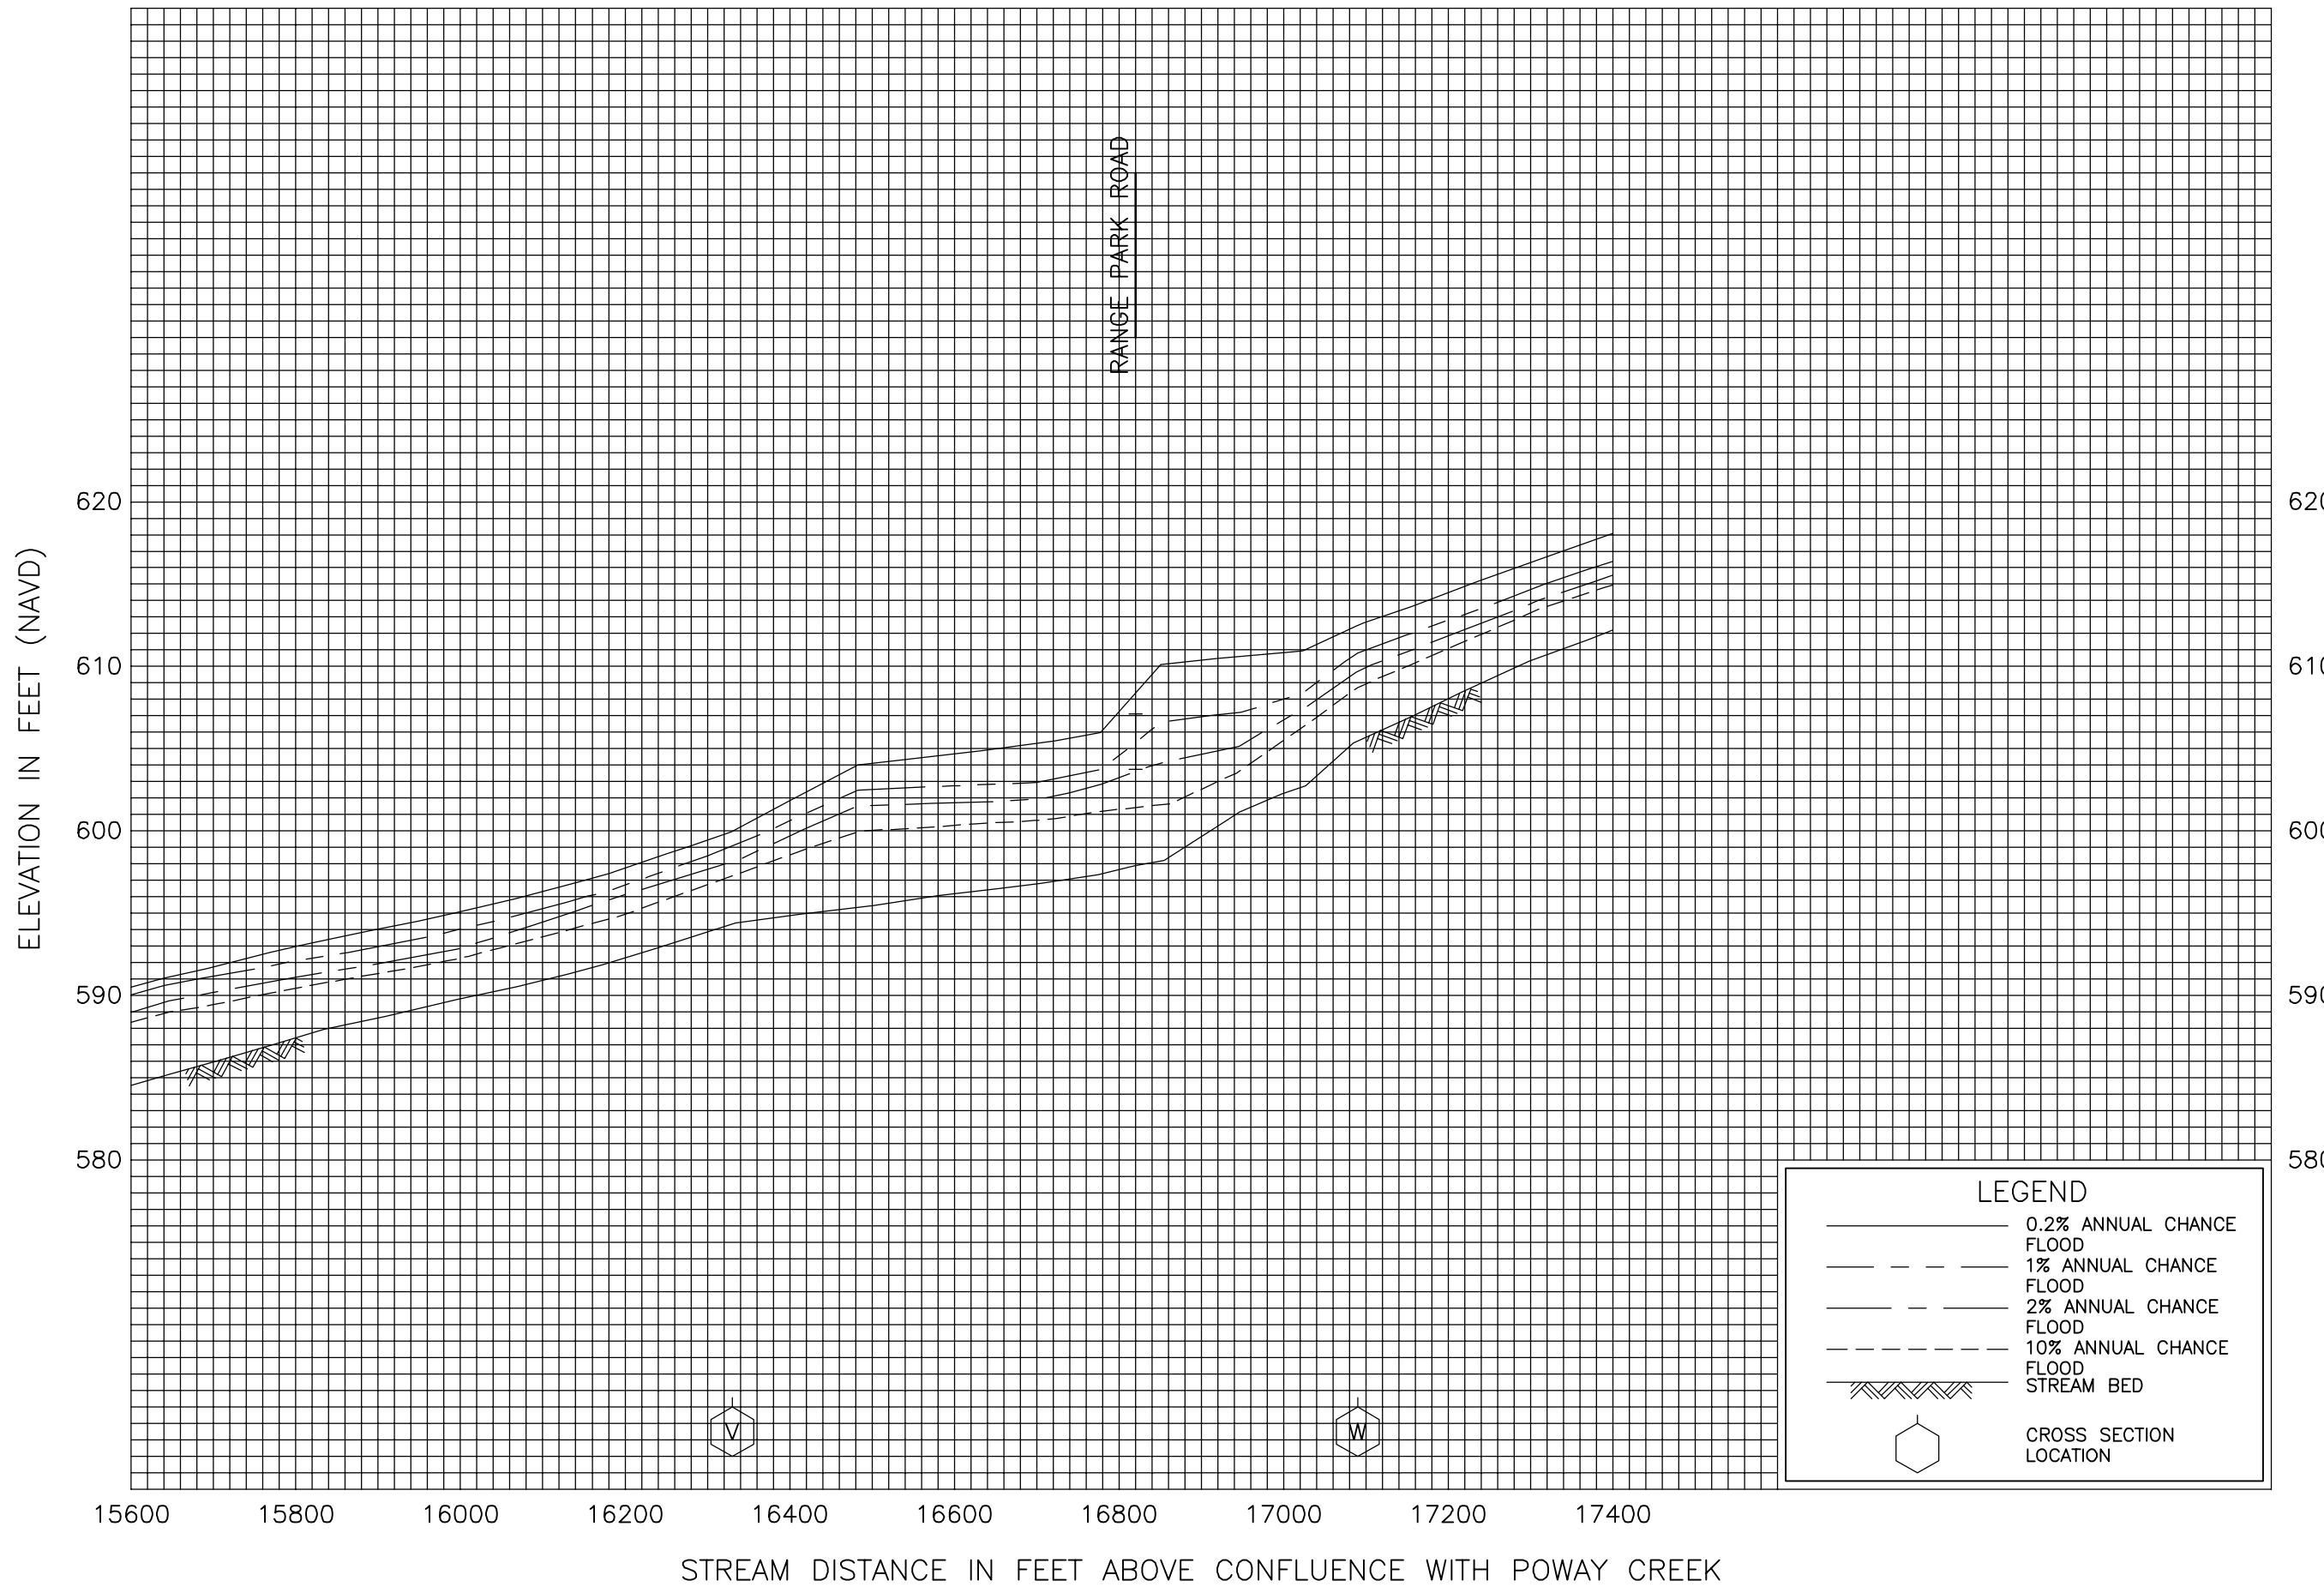 RANGE PARK ROAD
ELEVATION IN FEET (NAVD)
620
610
600
590
580
620
610
600
590
580
LEGEND
0.2% ANNUAL CHANCE
FLOOD
1% ANNUAL CHANCE
FLOOD
2% ANNUAL CHANCE
FLOOD
10% ANNUAL CHANCE
FLOOD
STREAM BED
CROSS SECTION
LOCATION
V
W
15600 15800 16000 16200 16400 16600 16800 17000 17200 17400
STREAM DISTANCE IN FEET ABOVE CONFLUENCE WITH POWAY CREEK